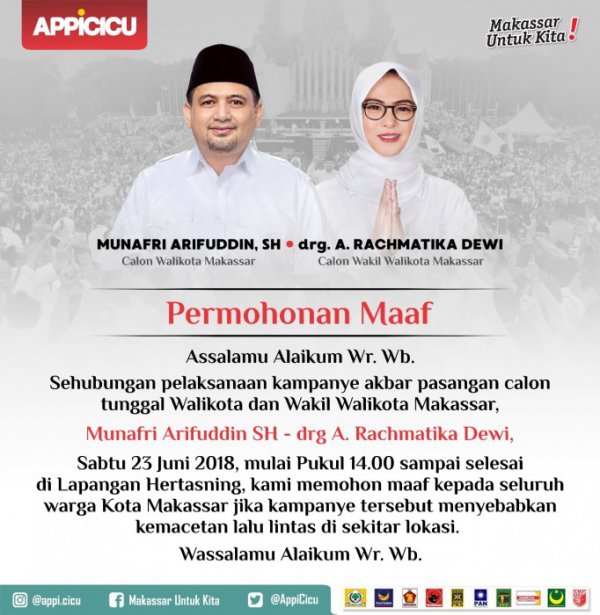 APPICICU
Makassar
Untuk Kita!
MUNAFRI ARIFUDDIN, SH • drg. A. RACHMATIKA DEWI
Calon Walikota Makassar
Calon Wakil Walikota Makassar
Permohonan Maaf
Assalamu Alaikum Wr. Wb.
Sehubungan pelaksanaan kampanye akbar pasangan calon
tunggal Walikota dan Wakil Walikota Makassar,
Munafri Arifuddin SH - drg A. Rachmatika Dewi,
Sabtu 23 Juni 2018, mulai Pukul 14.00 sampai selesai
di Lapangan Hertasning, kami memohon maaf kepada seluruh
warga Kota Makassar jika kampanye tersebut menyebabkan
kemacetan lalu lintas di sekitar lokasi.
Wassalamu Alaikum Wr. Wb.
@appi.cicu
Makassar Untuk Kita
@AppiCicu
PAN